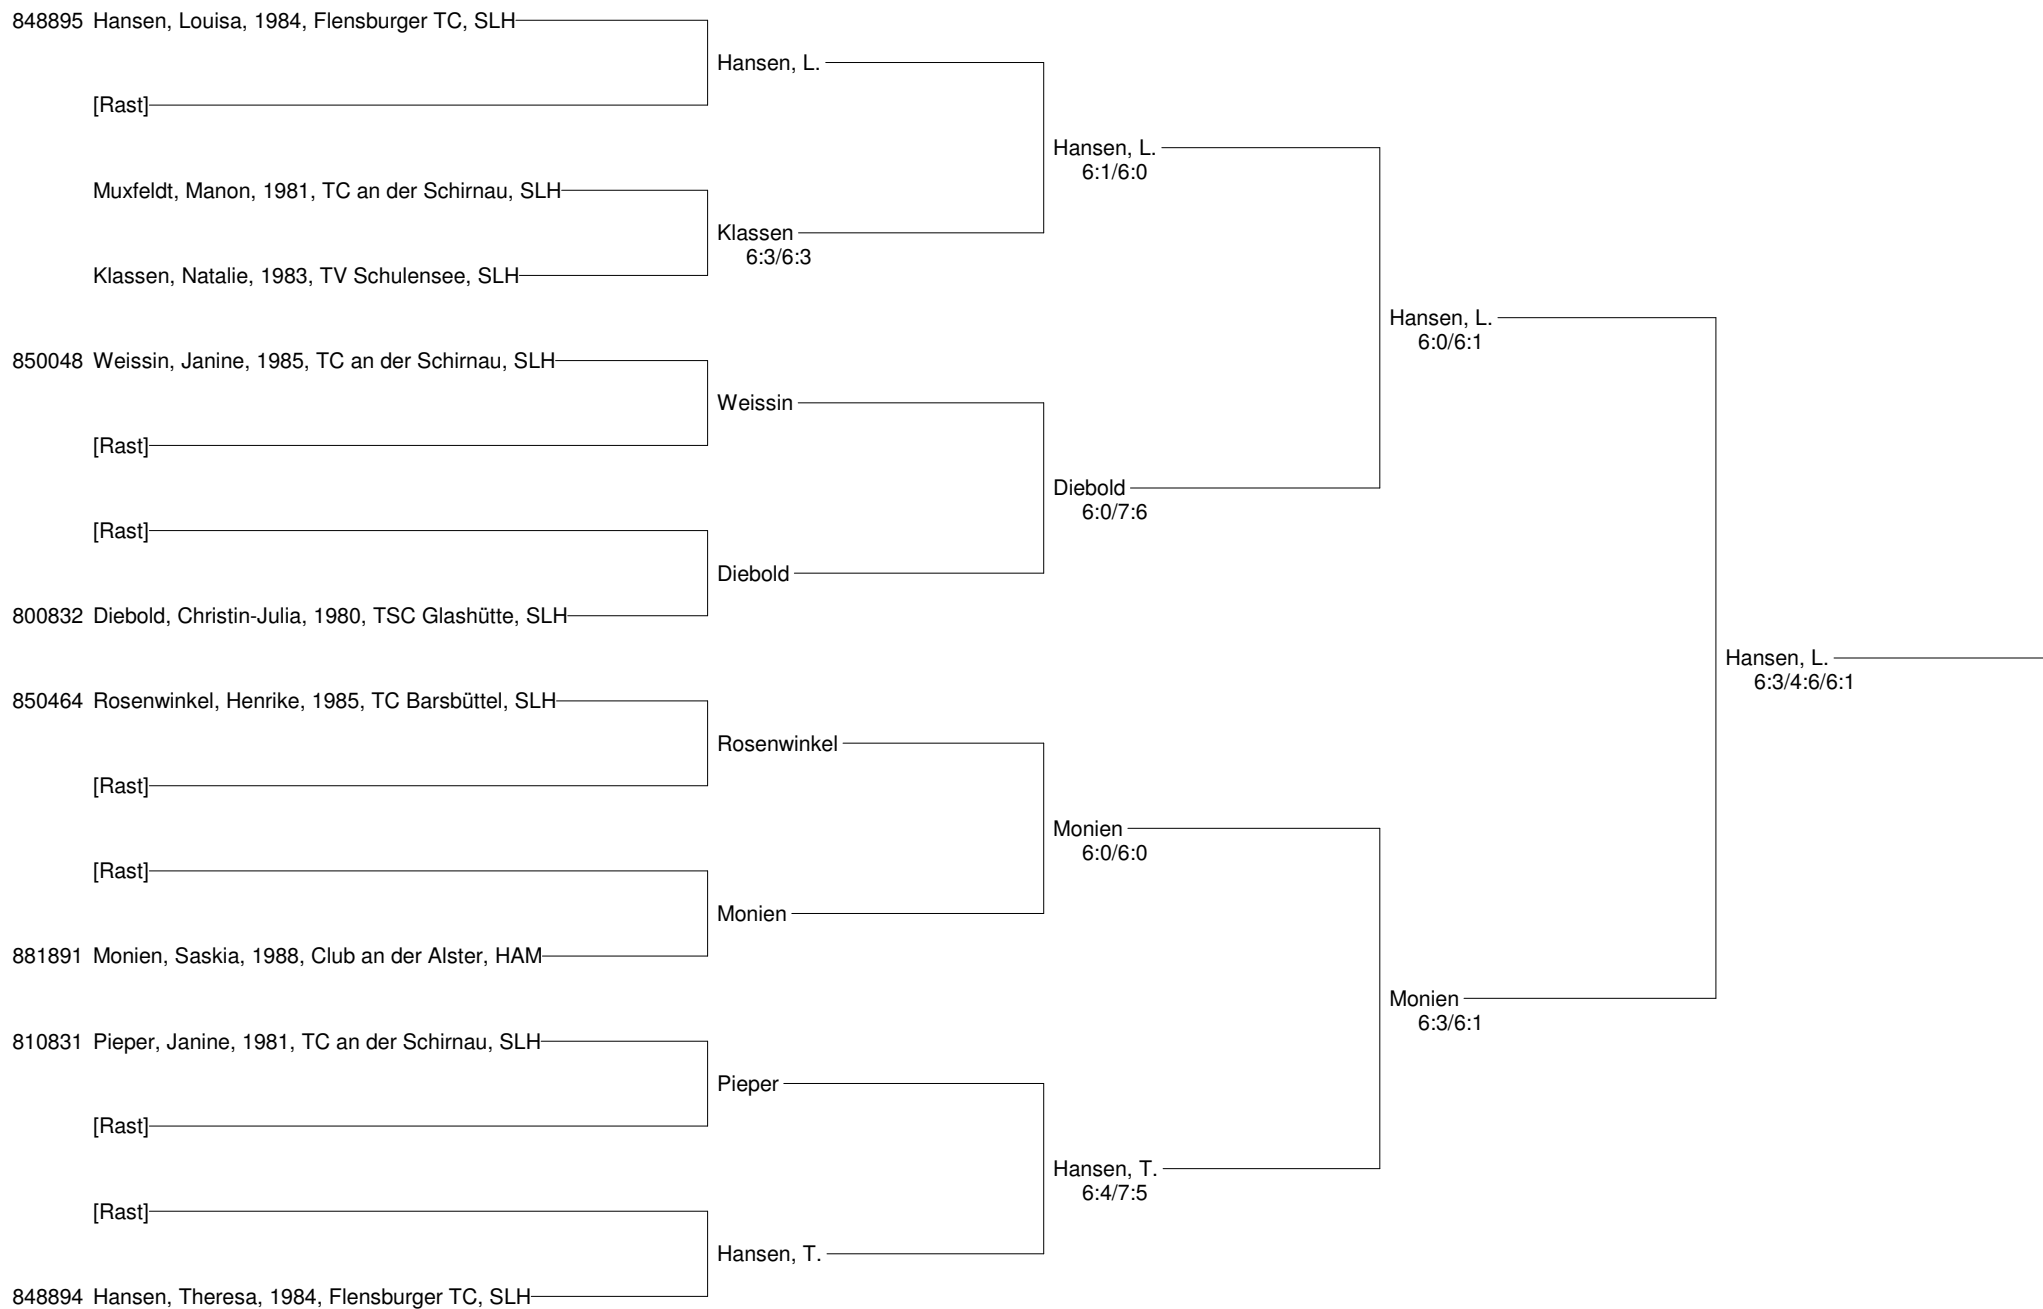 848895 Hansen, Louisa, 1984, Flensburger TC, SLH
Hansen, L.
[Rast]
Hansen, L.
6:1/6:0
Muxfeldt, Manon, 1981, TC an der Schirnau, SLH
Klassen
6:3/6:3
Klassen, Natalie, 1983, TV Schulensee, SLH
Hansen, L.
6:0/6:1
850048 Weissin, Janine, 1985, TC an der Schirnau, SLH
Weissin
[Rast]
Diebold
6:0/7:6
[Rast]
Diebold
800832 Diebold, Christin-Julia, 1980, TSC Glashütte, SLH
Hansen, L.
6:3/4:6/6:1
850464 Rosenwinkel, Henrike, 1985, TC Barsbüttel, SLH
Rosenwinkel
[Rast]
Monien
6:0/6:0
[Rast]
Monien
881891 Monien, Saskia, 1988, Club an der Alster, HAM
Monien
6:3/6:1
810831 Pieper, Janine, 1981, TC an der Schirnau, SLH
Pieper
[Rast]
Hansen, T.
6:4/7:5
[Rast]
Hansen, T.
848894 Hansen, Theresa, 1984, Flensburger TC, SLH